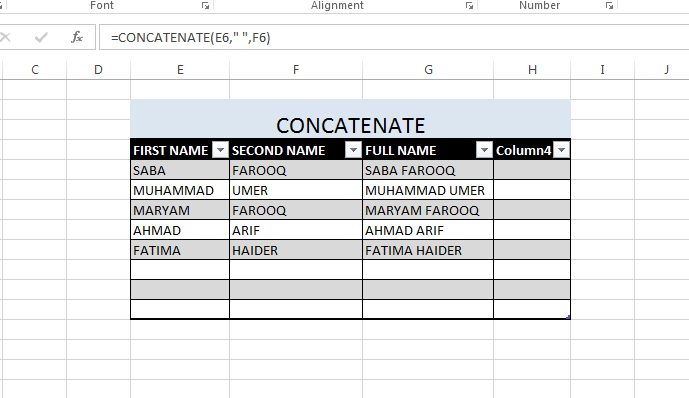 Font Alignment Number
fx =CONCATENATE(E6," ",F6)
C D E F G H I J
CONCATENATE
FIRST NAME SECOND NAME FULL NAME Column4
SABA FAROOQ SABA FAROOQ
MUHAMMAD UMER MUHAMMAD UMER
MARYAM FAROOQ MARYAM FAROOQ
AHMAD ARIF AHMAD ARIF
FATIMA HAIDER FATIMA HAIDER